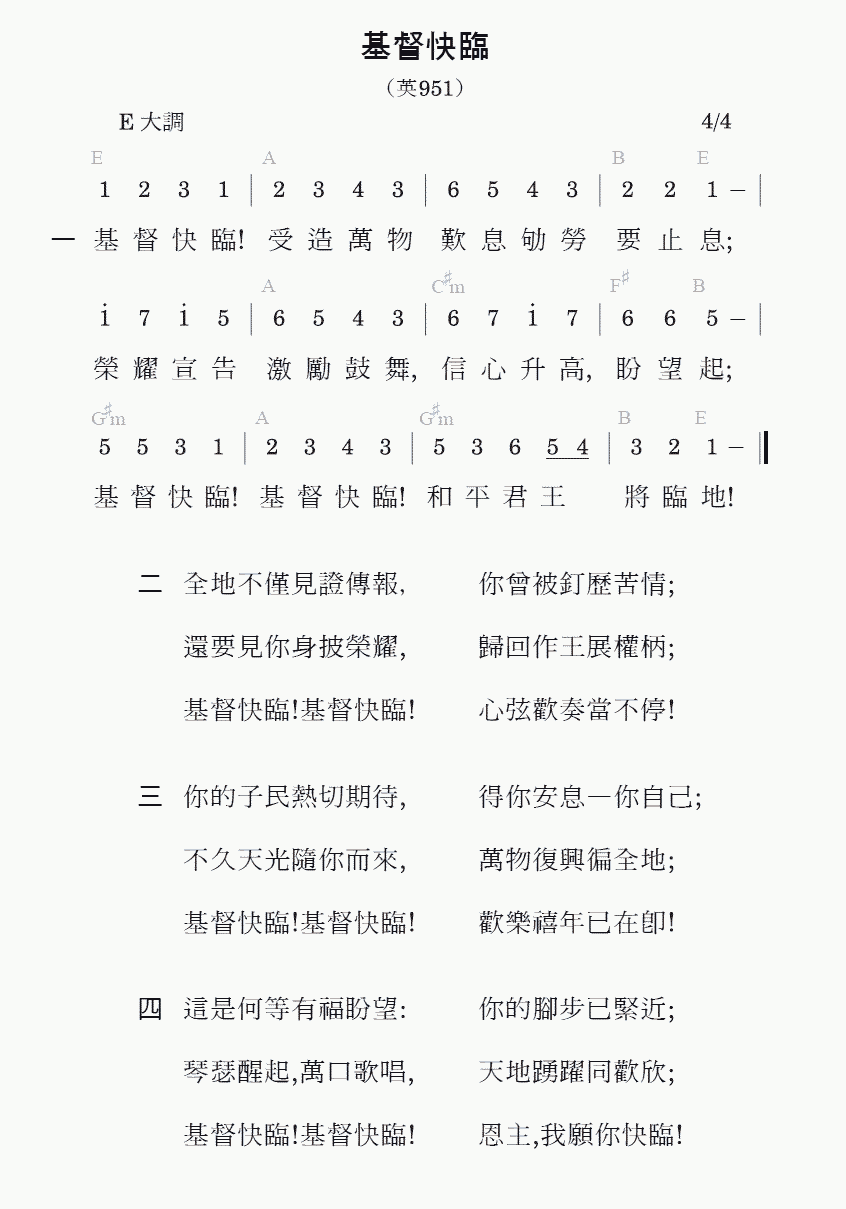 基督快臨
（英951）
E 大調 4/4
E A B E
1 2 3 1 | 2 3 4 3 | 6 5 4 3 | 2 2 1 – |
一 基督快臨! 受造萬物 歎息劬勞 要止息;
A C♯m F♯ B
i 7 i 5 | 6 5 4 3 | 6 7 i 7 | 6 6 5 – |
榮耀宣告 激勵鼓舞, 信心升高, 盼望起;
G♯m A G♯m B E
5 5 3 1 | 2 3 4 3 | 5 3 6 5 4 | 3 2 1 – ‖
基督快臨! 基督快臨! 和平君王 將臨地!
二 全地不僅見證傳報, 你曾被釘歷苦情;
還要見你身披榮耀, 歸回作王展權柄;
基督快臨!基督快臨! 心弦歡奏當不停!
三 你的子民熱切期待, 得你安息—你自己;
不久天光隨你而來, 萬物復興徧全地;
基督快臨!基督快臨! 歡樂禧年已在卽!
四 這是何等有福盼望: 你的腳步已緊近;
琴瑟醒起,萬口歌唱, 天地踴躍同歡欣;
基督快臨!基督快臨! 恩主,我願你快臨!